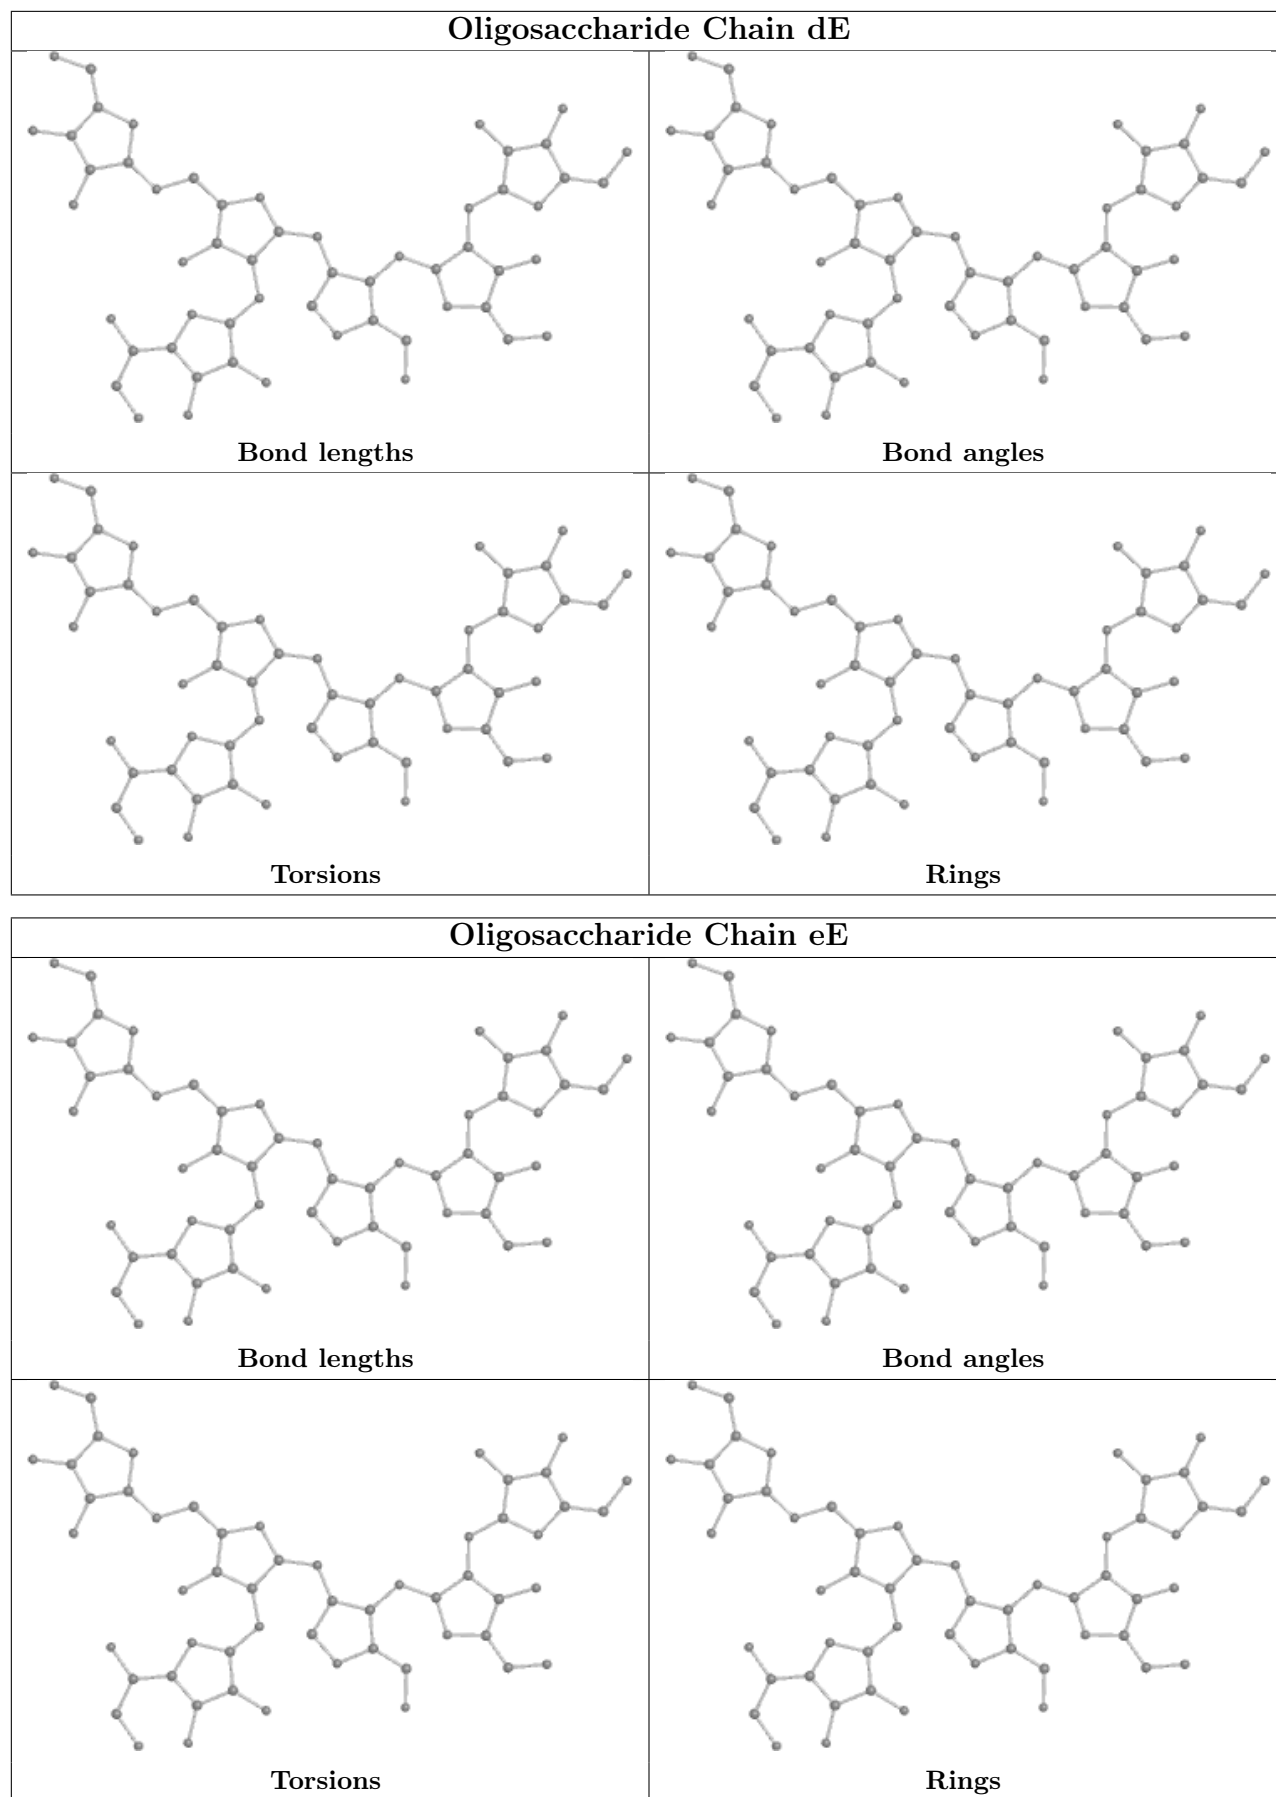 Oligosaccharide Chain dE
Bond lengths
Bond angles
Torsions
Rings
Oligosaccharide Chain eE
Bond lengths
Bond angles
Torsions
Rings